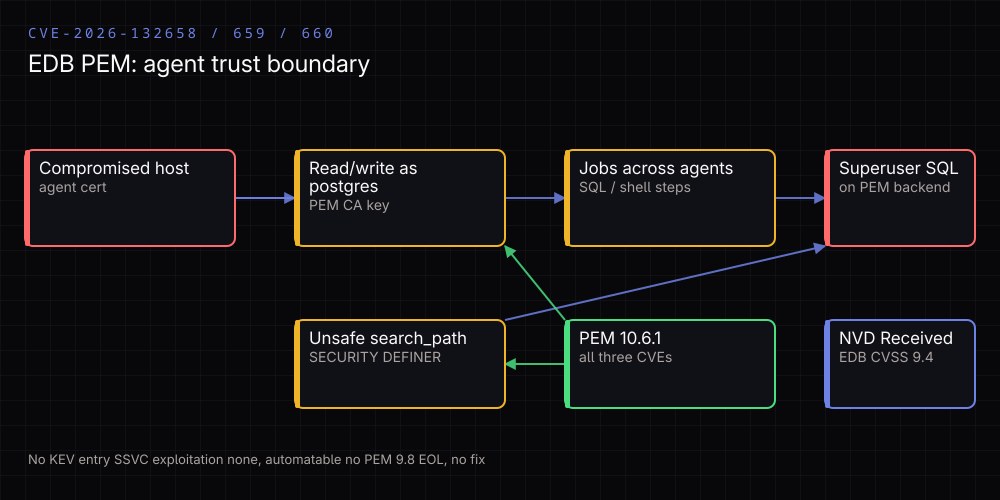 CVE-2026-132658 / 659 / 660
EDB PEM: agent trust boundary
Compromised host
agent cert
Read/write as
postgres
PEM CA key
Jobs across agents
SQL / shell steps
Superuser SQL
on PEM backend
Unsafe search_path
SECURITY DEFINER
PEM 10.6.1
all three CVEs
NVD Received
EDB CVSS 9.4
No KEV entry SSVC exploitation none, automatable no PEM 9.8 EOL, no fix